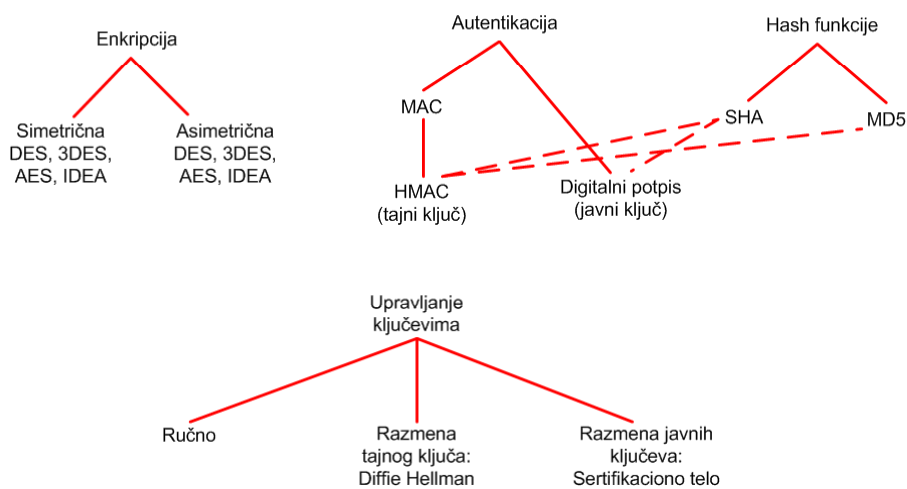 Enkripcija
Simetrična
DES, 3DES,
AES, IDEA
Asimetrična
DES, 3DES,
AES, IDEA
Autentikacija
MAC
HMAC
(tajni ključ)
Digitalni potpis
(javni ključ)
Hash funkcije
SHA
MD5
Upravljanje
ključevima
Ručno
Razmena
tajnog ključa:
Diffie Hellman
Razmena javnih
ključeva:
Sertifikaciono telo